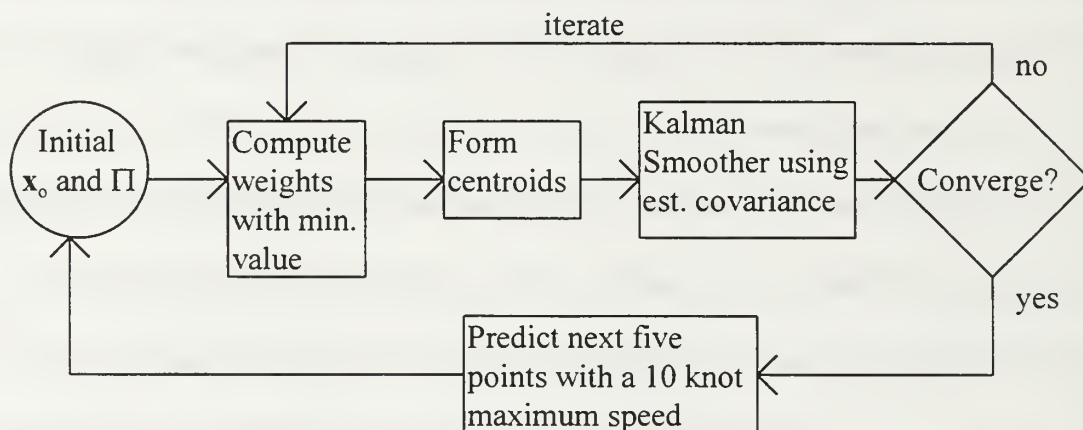 iterate
no
Initial
x₀ and Π
Compute
weights
with min.
value
Form
centroids
Kalman
Smoother using
est. covariance
Converge?
yes
Predict next five
points with a 10 knot
maximum speed